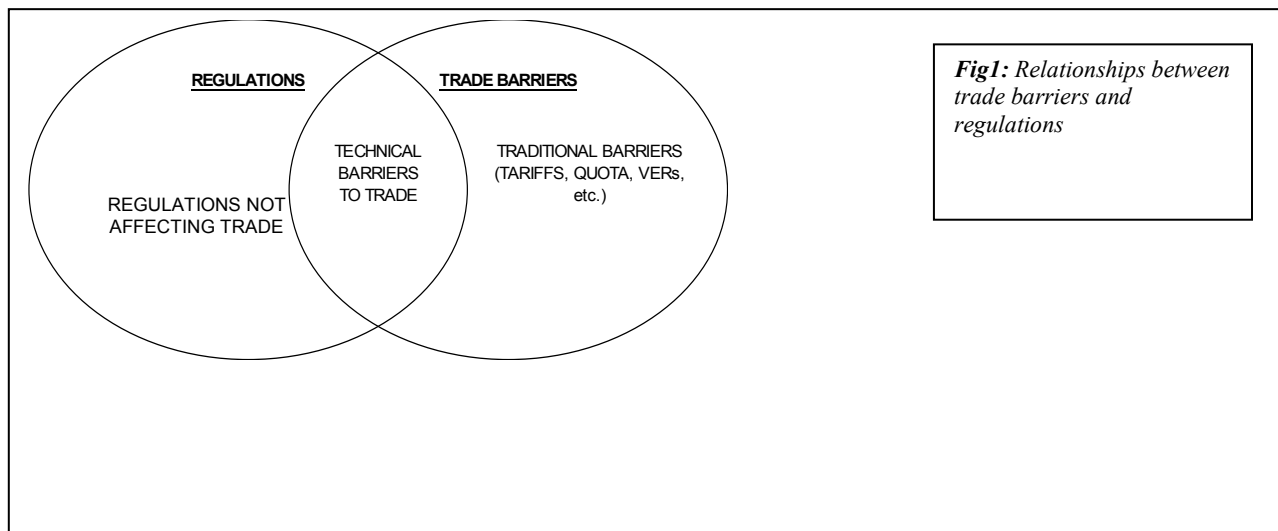 REGULATIONS
TRADE BARRIERS
TECHNICAL
BARRIERS
TO TRADE
TRADITIONAL BARRIERS
(TARIFFS, QUOTA, VERs,
etc.)
REGULATIONS NOT
AFFECTING TRADE
Fig1: Relationships between
trade barriers and
regulations